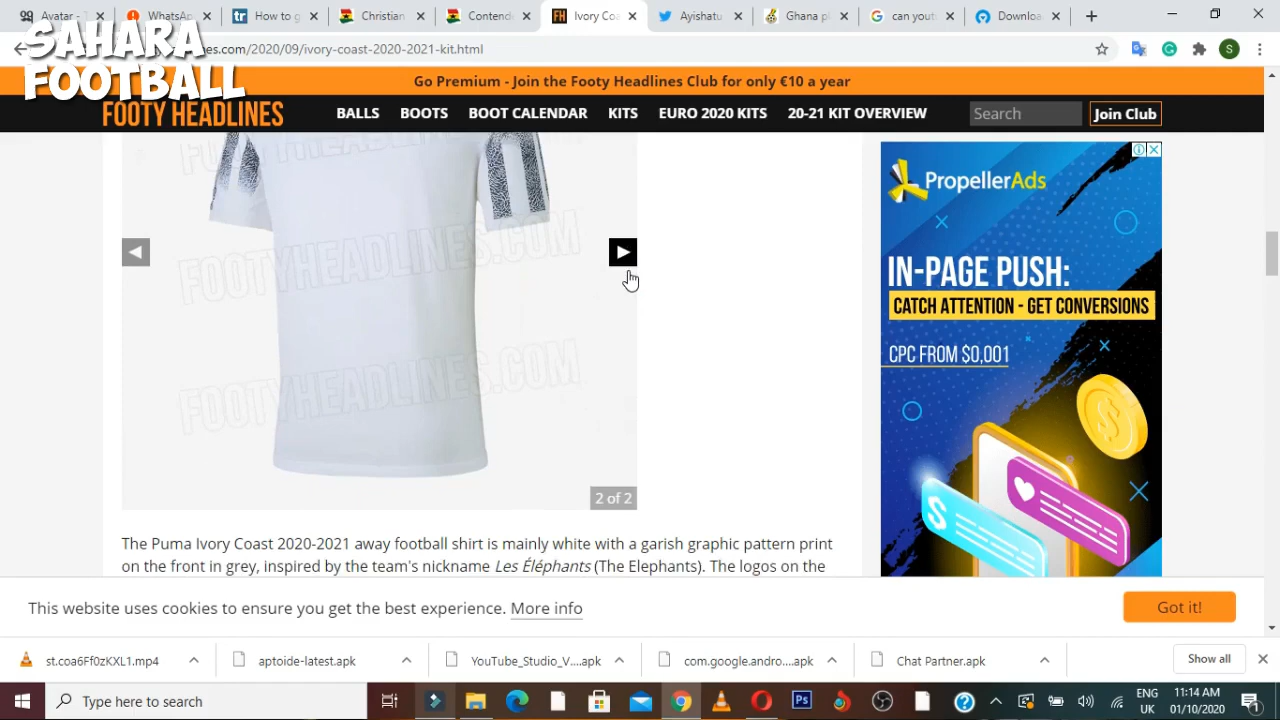 Avatar - T
WhatsAp
How to g
Christian
Contende
Ivory Coa
Ayishatu
Ghana p
can yout
Downloa
SAHARA
FOOTBALL
lines.com/2020/09/ivory-coast-2020-2021-kit.html
Go Premium - Join the Footy Headlines Club for only €10 a year
FOOTY HEADLINES
BALLS
BOOTS
BOOT CALENDAR
KITS
EURO 2020 KITS
20-21 KIT OVERVIEW
Search
Join Club
FOOTYHEADLINES.COM
FOOTYHEADLINES.COM
2 of 2
PropellerAds
IN-PAGE PUSH:
CATCH ATTENTION - GET CONVERSIONS
CPC FROM $0,001
The Puma Ivory Coast 2020-2021 away football shirt is mainly white with a garish graphic pattern print
on the front in grey, inspired by the team's nickname Les Éléphants (The Elephants). The logos on the
This website uses cookies to ensure you get the best experience. More info
Got it!
st.coa6Ff0zKXL1.mp4
aptoide-latest.apk
YouTube_Studio_V....apk
com.google.andro....apk
Chat Partner.apk
Show all
Type here to search
ENG
UK
11:14 AM
01/10/2020